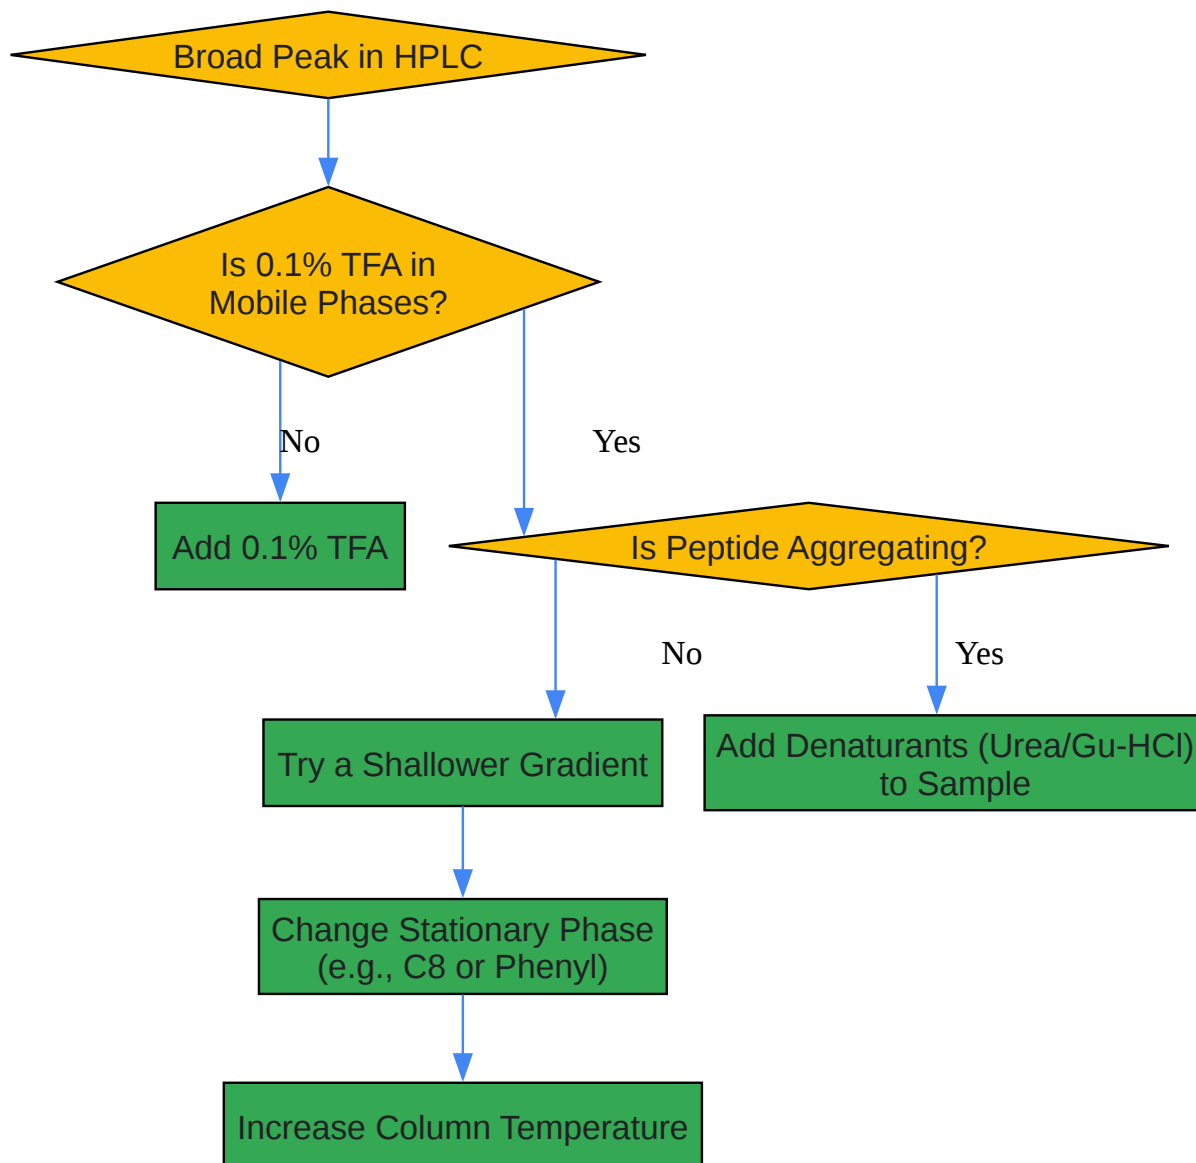 Broad Peak in HPLC
Is 0.1% TFA in
Mobile Phases?
No
Yes
Add 0.1% TFA
Is Peptide Aggregating?
No
Yes
Try a Shallower Gradient
Add Denaturants (Urea/Gu-HCl)
to Sample
Change Stationary Phase
(e.g., C8 or Phenyl)
Increase Column Temperature